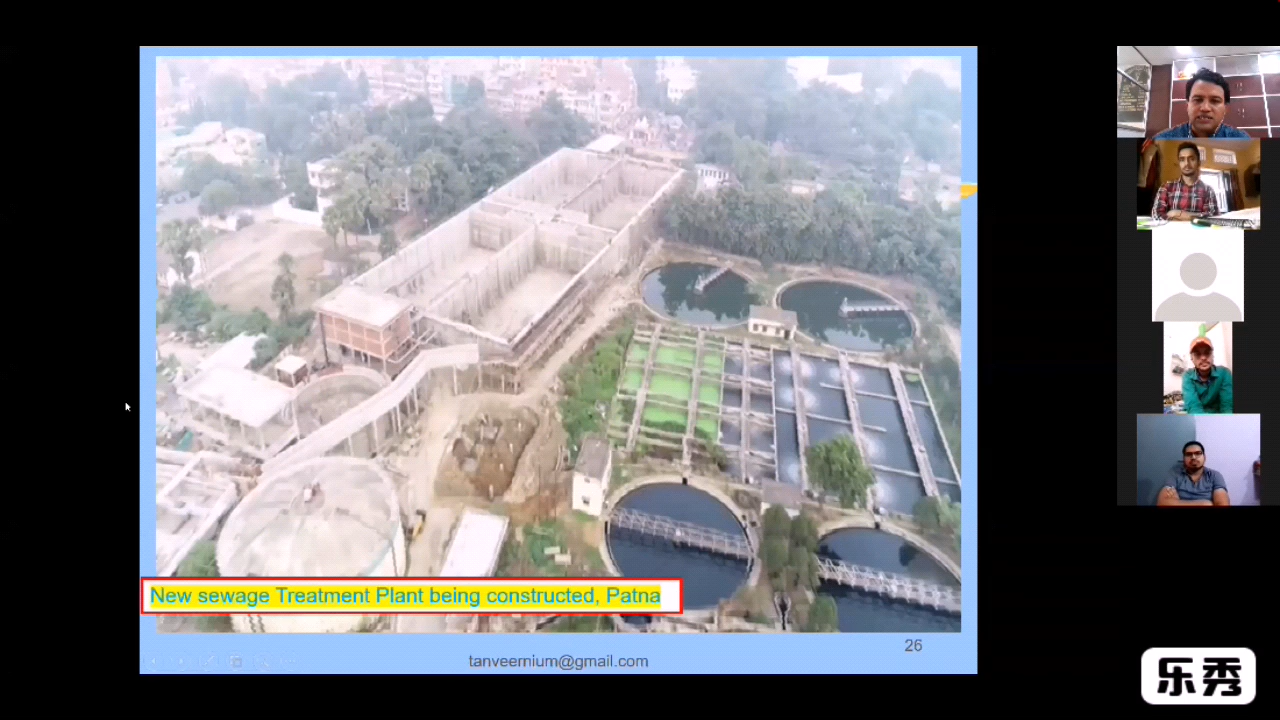 New sewage Treatment Plant being constructed, Patna
26
tanveernium@gmail.com
乐秀